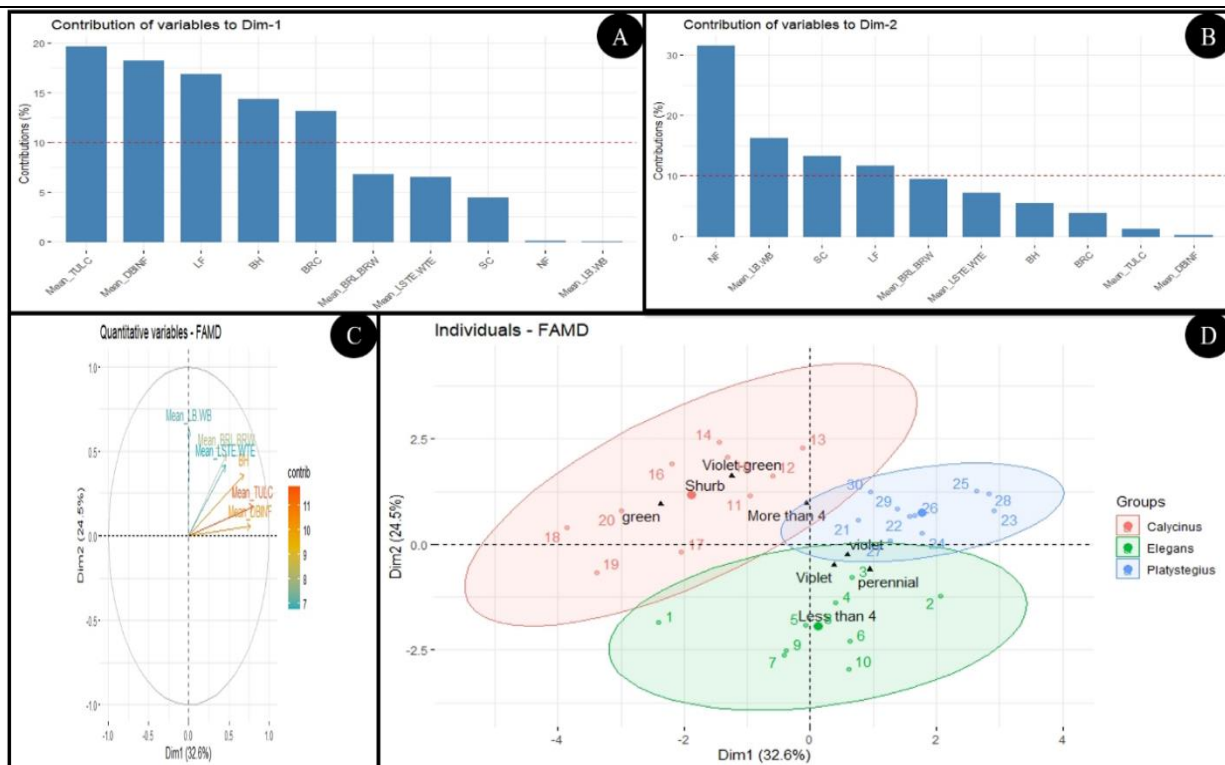 Contribution of variables to Dim-1
A
Contributions (%)
20
15
10
5
0
Mean_TULC
Mean_DBINF
LF
BH
BRC
Mean_BRL.BRW
Mean_LSTE.WTE
SC
NF
Mean_LB.WB
Contribution of variables to Dim-2
B
Contributions (%)
30
20
10
0
NF
Mean_LB.WB
SC
LF
Mean_BRL.BRW
Mean_LSTE.WTE
BH
BRC
Mean_TULC
Mean_DBINF
Quantitative variables - FAMD
C
Dim2 (24.5%)
1.0
0.5
0.0
-0.5
-1.0
Mean_LB.WB
Mean_BRL.BRW
Mean_LSTE.WTE
BH
Mean_TULC
Mean_DBINF
-1.0 -0.5 0.0 0.5 1.0
Dim1 (32.6%)
contrib
11
10
9
8
7
Individuals - FAMD
D
Dim2 (24.5%)
2.5
0.0
-2.5
14
13
16
Violet-green
12
Shurb
11
green
20
More than 4
18
17
19
30
29
25
26
28
21
22
23
24
27
violet
Viplet
perennial
3
1
4
2
Less than 4
5
6
9
7
10
-4 -2 0 2 4
Dim1 (32.6%)
Groups
Calycinus
Elegans
Platystegius